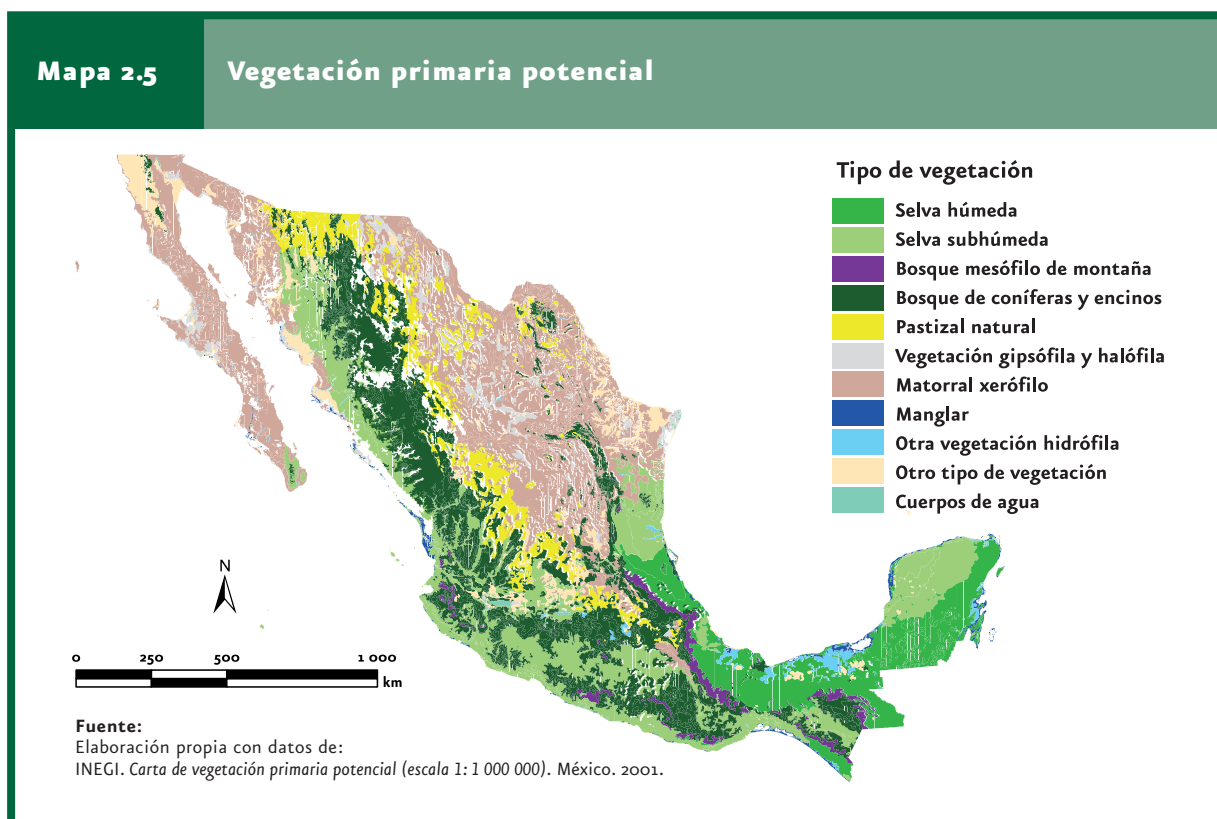 Mapa 2.5
Vegetación primaria potencial
Tipo de vegetación
Selva húmeda
Selva subhúmeda
Bosque mesófilo de montaña
Bosque de coníferas y encinos
Pastizal natural
Vegetación gipsófila y halófila
Matorral xerófilo
Manglar
Otra vegetación hidrófila
Otro tipo de vegetación
Cuerpos de agua
N
0 250 500 1 000
km
Fuente:
Elaboración propia con datos de:
INEGI. Carta de vegetación primaria potencial (escala 1: 1 000 000). México. 2001.